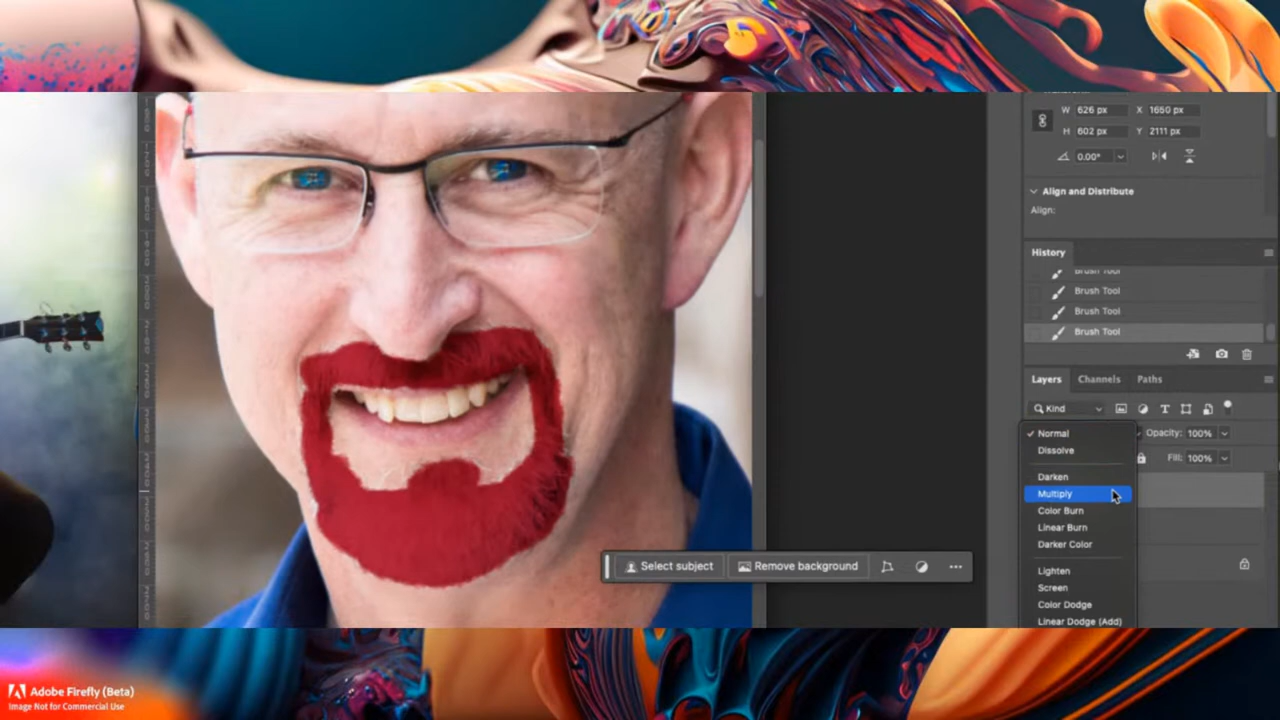 W 626 px X 1650 px
H 602 px Y 2111 px
0.00°
Align and Distribute
Align:
History
Brush Tool
Brush Tool
Brush Tool
Brush Tool
Layers Channels Paths
Kind
Normal
Opacity: 100%
Dissolve
Fill: 100%
Darken
Multiply
Color Burn
Linear Burn
Darker Color
Lighten
Screen
Color Dodge
Linear Dodge (Add)
Select subject Remove background
Adobe Firefly (Beta)
Image Not for Commercial Use